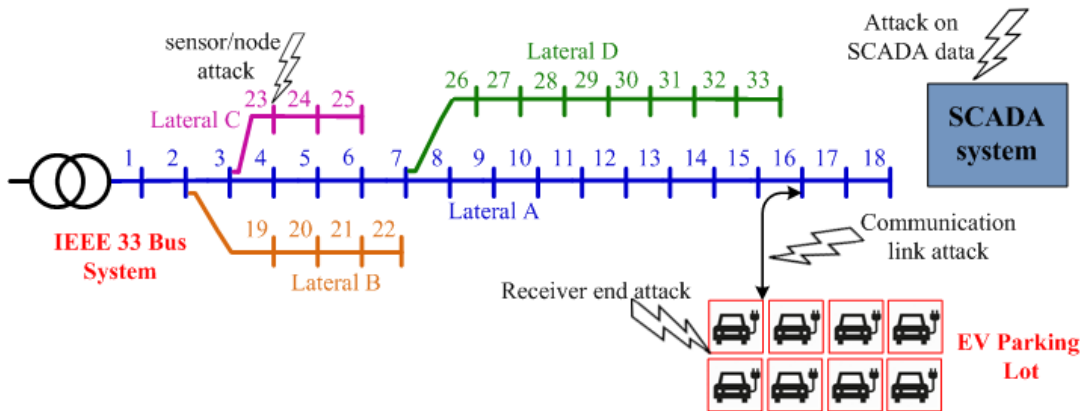 sensor/node
attack
Attack on
SCADA data
Lateral D
26 27 28 29 30 31 32 33
23 24 25
Lateral C
SCADA
system
1 2 3 4 5 6 7 8 9 10 11 12 13 14 15 16 17 18
Lateral A
IEEE 33 Bus
System
19 20 21 22
Lateral B
Communication
link attack
Receiver end attack
EV Parking
Lot